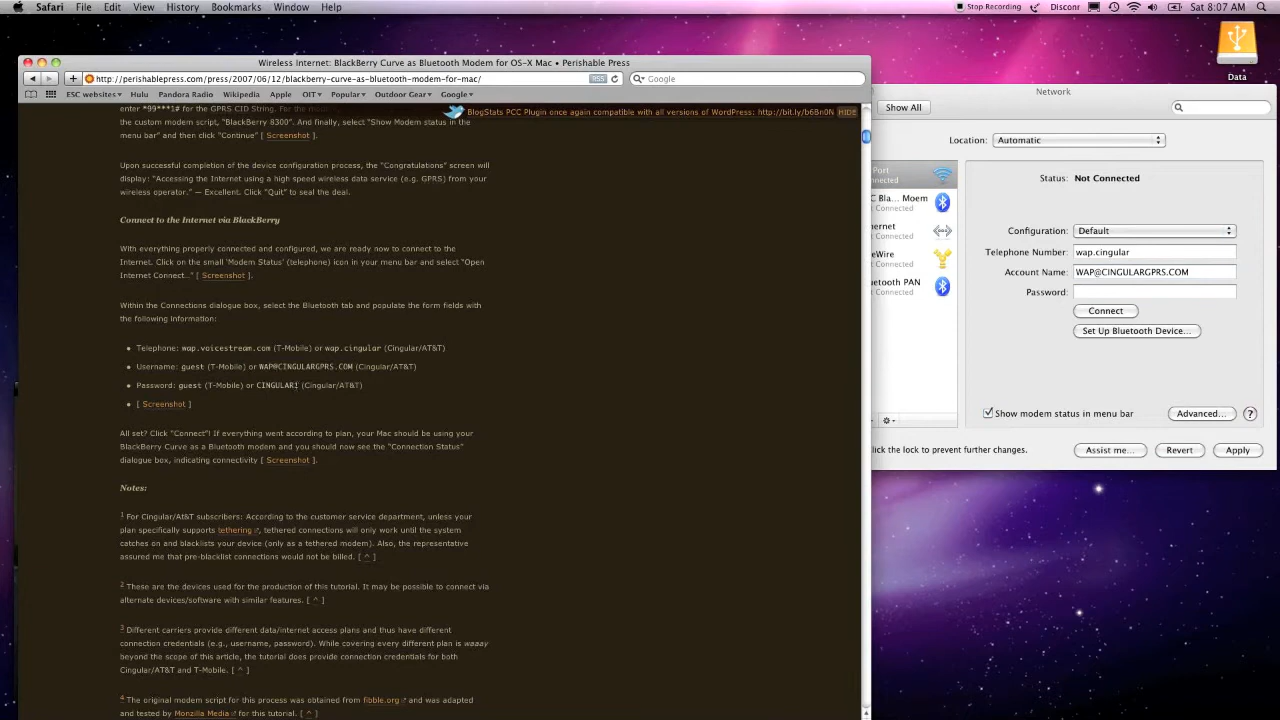 Safari File Edit View History Bookmarks Window Help
Stop Recording Disconr Sat 8:07 AM
Data
Wireless Internet: BlackBerry Curve as Bluetooth Modem for OS-X Mac • Perishable Press
http://perishablepress.com/press/2007/06/12/blackberry-curve-as-bluetooth-modem-for-mac/ RSS Google
ESC websites Hulu Pandora Radio Wikipedia Apple OIT Popular Outdoor Gear Google
BlogStats PCC Plugin once again compatible with all versions of WordPress: http://bit.ly/b6Bn0N HIDE
enter *99***1# for the GPRS CID String. For the
the custom modem script, "BlackBerry 8300". And finally, select "Show Modem status in the
menu bar" and then click "Continue" [ Screenshot ].
Upon successful completion of the device configuration process, the "Congratulations" screen will
display: "Accessing the Internet using a high speed wireless data service (e.g. GPRS) from your
wireless operator." — Excellent. Click "Quit" to seal the deal.
Connect to the Internet via BlackBerry
With everything properly connected and configured, we are ready now to connect to the
Internet. Click on the small 'Modem Status' (telephone) icon in your menu bar and select "Open
Internet Connect…" [ Screenshot ].
Within the Connections dialogue box, select the Bluetooth tab and populate the form fields with
the following information:
• Telephone: wap.voicestream.com (T-Mobile) or wap.cingular (Cingular/AT&T)
• Username: guest (T-Mobile) or WAP@CINGULARGPRS.COM (Cingular/AT&T)
• Password: guest (T-Mobile) or CINGULAR1 (Cingular/AT&T)
• [ Screenshot ]
All set? Click "Connect"! If everything went according to plan, your Mac should be using your
BlackBerry Curve as a Bluetooth modem and you should now see the "Connection Status"
dialogue box, indicating connectivity [ Screenshot ].
Notes:
1 For Cingular/At&T subscribers: According to the customer service department, unless your
plan specifically supports tethering, tethered connections will only work until the system
catches on and blacklists your device (only as a tethered modem). Also, the representative
assured me that pre-blacklist connections would not be billed. [ ^ ]
2 These are the devices used for the production of this tutorial. It may be possible to connect via
alternate devices/software with similar features. [ ^ ]
3 Different carriers provide different data/internet access plans and thus have different
connection credentials (e.g., username, password). While covering every different plan is waaay
beyond the scope of this article, the tutorial does provide connection credentials for both
Cingular/AT&T and T-Mobile. [ ^ ]
4 The original modem script for this process was obtained from fibble.org and was adapted
and tested by Monzilla Media for this tutorial. [ ^ ]
Network
Show All
Location: Automatic
Port
onnected
C Bla... Moem
t Connected
hernet
t Connected
eWire
t Connected
uetooth PAN
t Connected
Status: Not Connected
Configuration: Default
Telephone Number: wap.cingular
Account Name: WAP@CINGULARGPRS.COM
Password:
Connect
Set Up Bluetooth Device...
Show modem status in menu bar Advanced... ?
lick the lock to prevent further changes. Assist me... Revert Apply